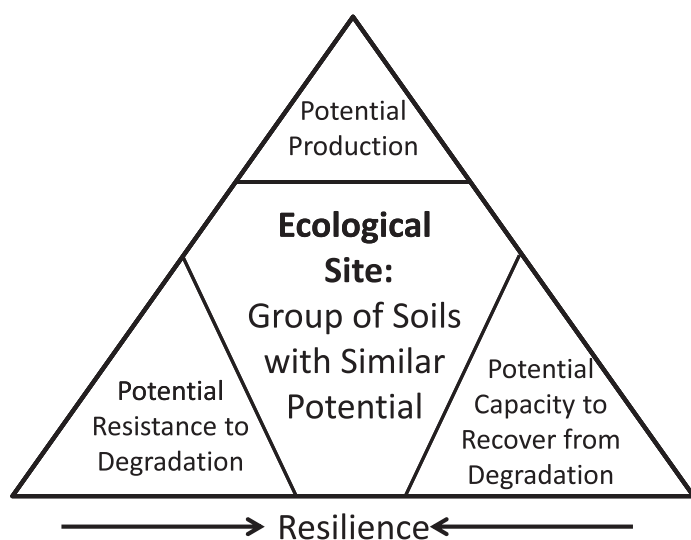 Potential
Production
Ecological
Site:
Group of Soils
with Similar
Potential
Potential
Resistance to
Degradation
Potential
Capacity to
Recover from
Degradation
Resilience